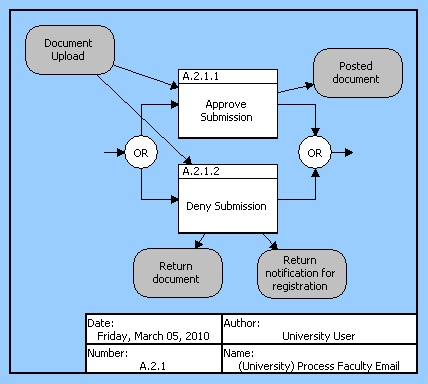 Document
Upload
A.2.1.1
Approve
Submission
Posted
document
OR
OR
A.2.1.2
Deny Submission
Return
document
Return
notification for
registration
Date:
Friday, March 05, 2010
Author:
University User
Number:
A.2.1
Name:
(University) Process Faculty Email